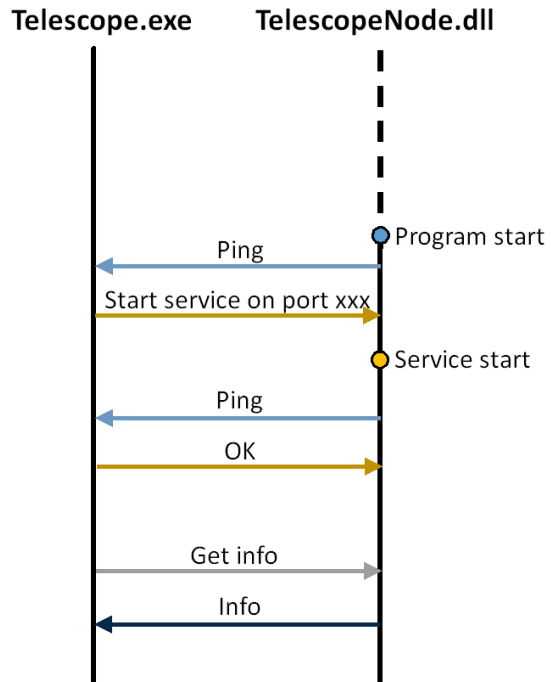 Telescope.exe TelescopeNode.dll
Program start
Ping
Start service on port xxx
Service start
Ping
OK
Get info
Info